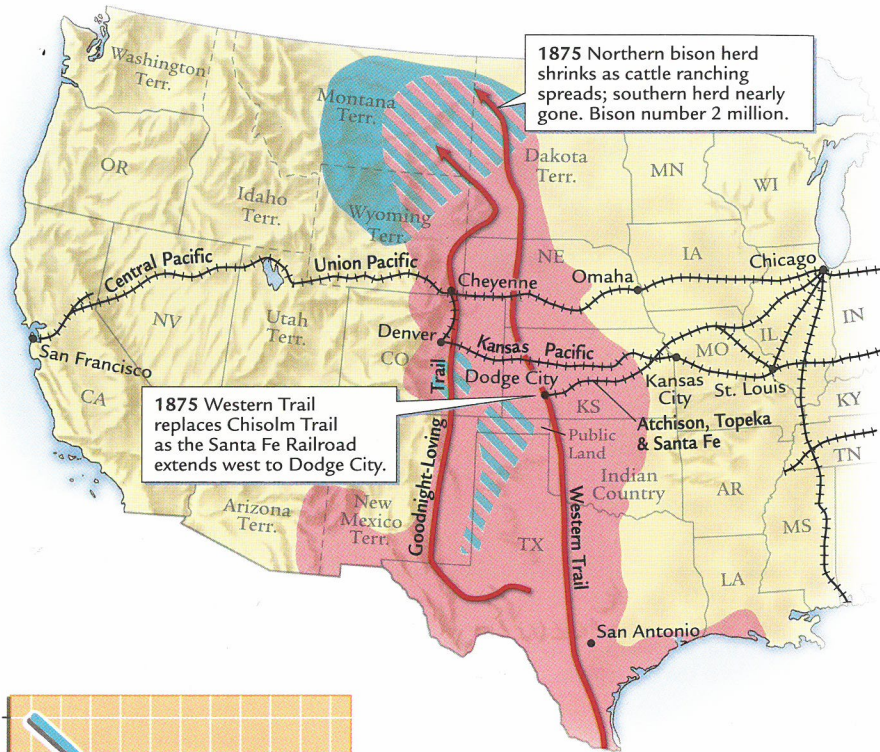 1875 Northern bison herd
shrinks as cattle ranching
spreads; southern herd nearly
gone. Bison number 2 million.
Washington
Terr.
Montana
Terr.
OR
Idaho
Terr.
Wyoming
Terr.
Dakota
Terr.
MN
WI
Central Pacific
Union Pacific
Cheyenne
NE
Omaha
IA
Chicago
San Francisco
NV
Utah
Terr.
Denver
CO
Kansas Pacific
Dodge City
MO
IL
IN
Kansas
City
St. Louis
CA
1875 Western Trail
replaces Chisolm Trail
as the Santa Fe Railroad
extends west to Dodge City.
KS
Atchison, Topeka
& Santa Fe
KY
TN
Public
Land
Indian
Country
Arizona
Terr.
New
Mexico
Terr.
Goodnight-Loving Trail
TX
Western Trail
AR
MS
LA
San Antonio